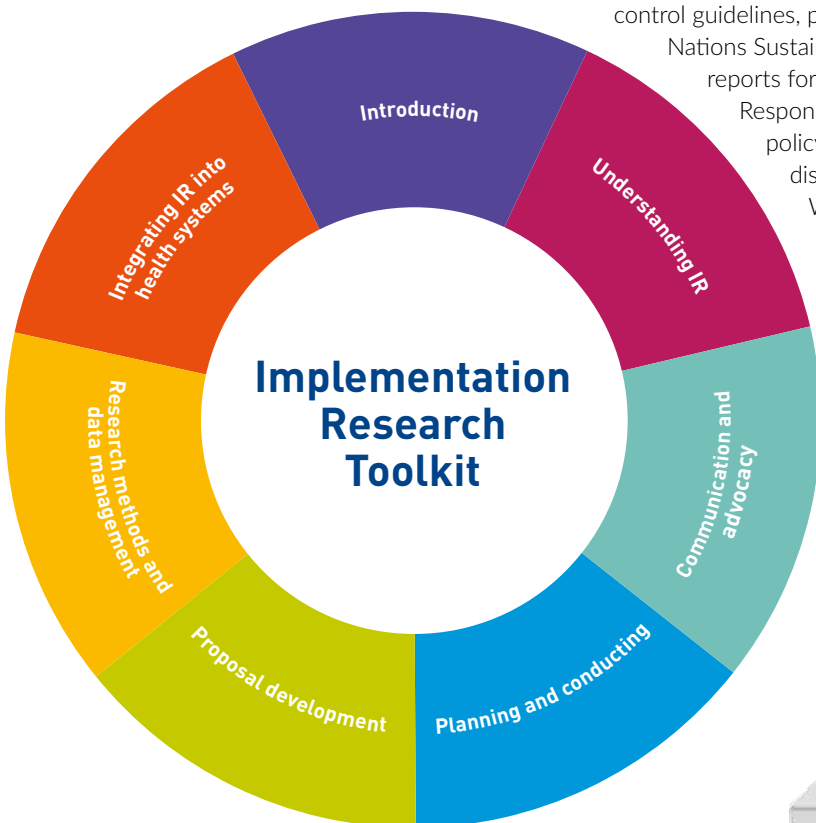 control guidelines, p
Nations Sustai
reports for
Respon
policy
dis
Introduction
Understanding IR
Communication and
advocacy
Planning and conducting
Proposal development
Research methods and
data management
Integrating IR into
health systems
Implementation
Research
Toolkit